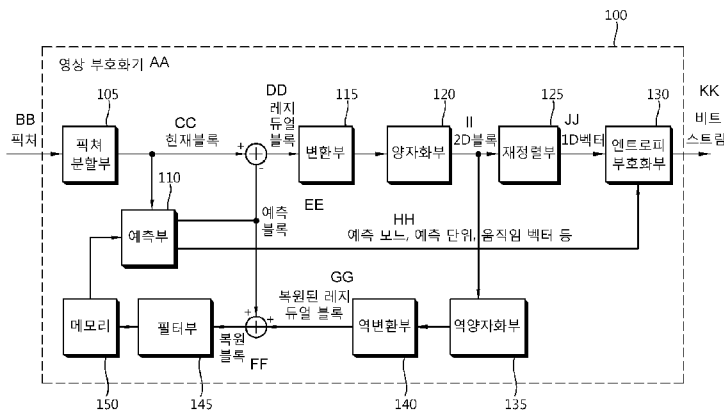 100
영상 부호화기 AA
BB
픽처
105
픽쳐
분할부
CC
현재블록
+
-
DD
레지
듀얼
블록
115
변환부
120
양자화부
II
2D블록
125
재정렬부
JJ
1D벡터
130
엔트로피
부호화부
KK
비트
스트림
110
예측부
EE
예측
블록
HH
예측 모드, 예측 단위, 움직임 벡터 등
GG
복원된 레지
듀얼 블록
메모리
150
필터부
145
복원
블록
FF
+
+
역변환부
140
역양자화부
135